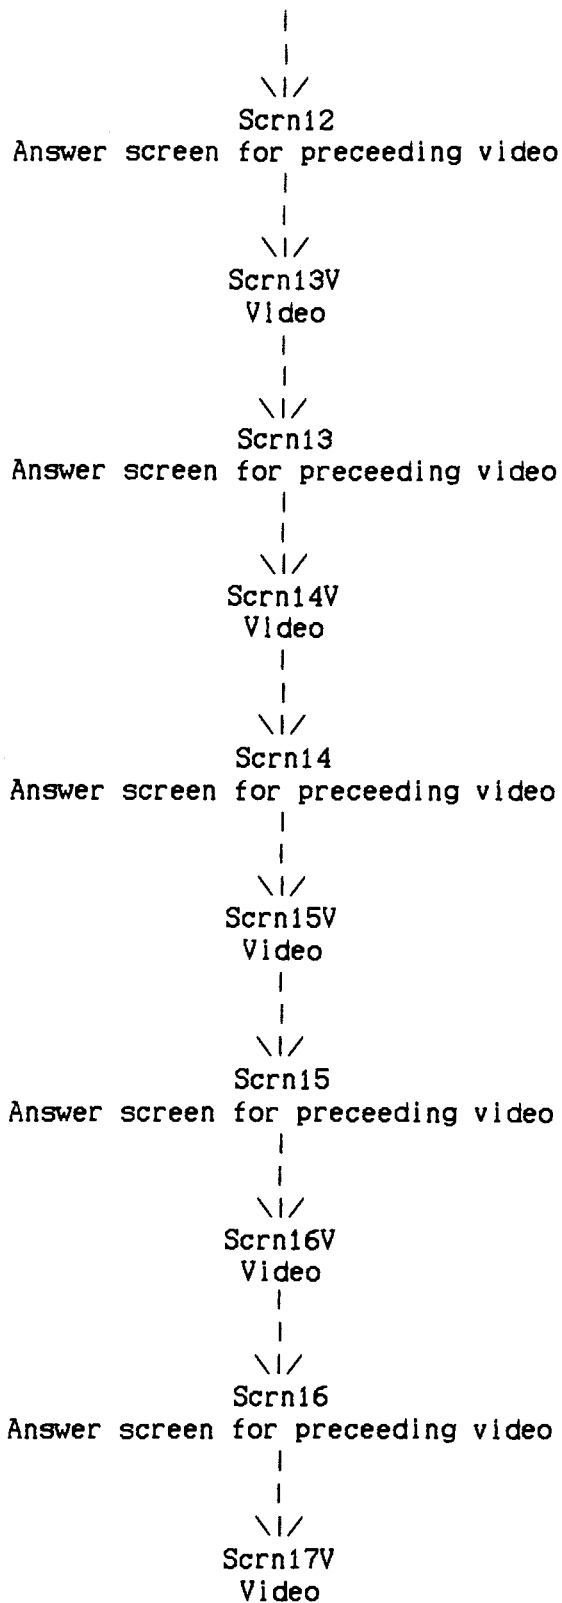 |
|
\|/
Scrn12
Answer screen for preceeding video
|
|
\|/
Scrn13V
Video
|
|
\|/
Scrn13
Answer screen for preceeding video
|
|
\|/
Scrn14V
Video
|
|
\|/
Scrn14
Answer screen for preceeding video
|
|
\|/
Scrn15V
Video
|
|
\|/
Scrn15
Answer screen for preceeding video
|
|
\|/
Scrn16V
Video
|
|
\|/
Scrn16
Answer screen for preceeding video
|
|
\|/
Scrn17V
Video